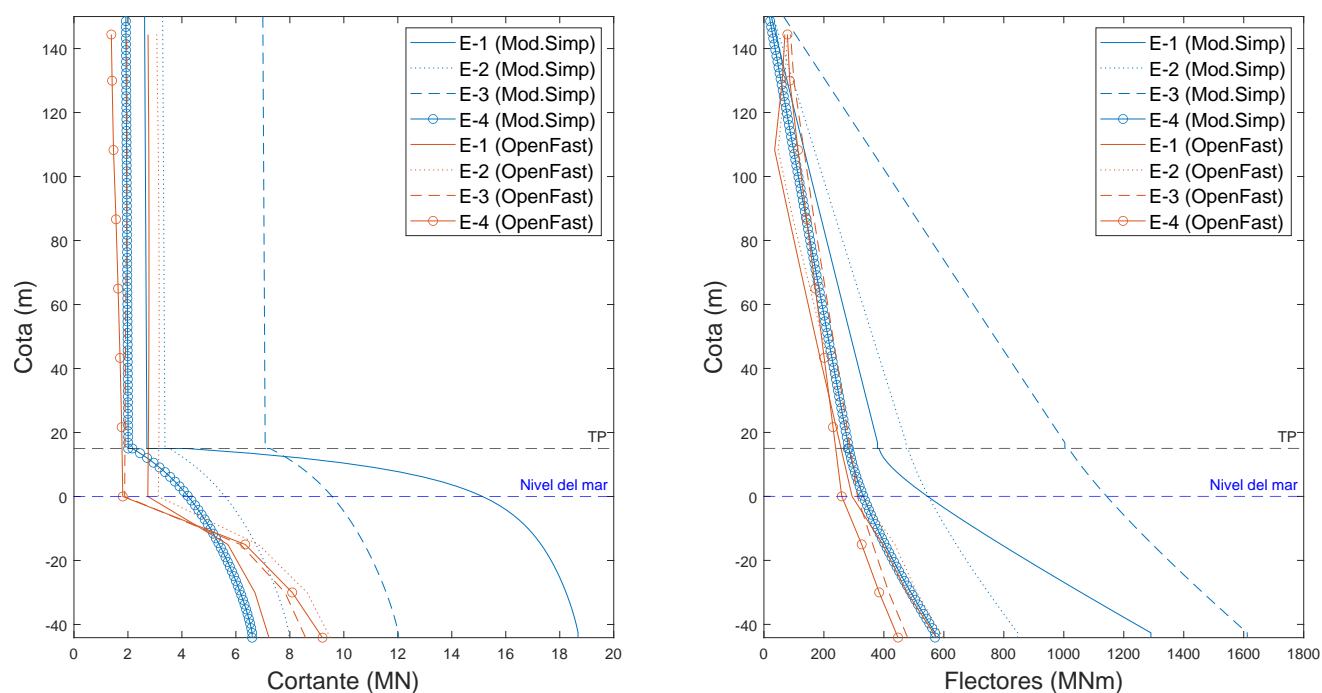 140
120
100
80
60
40
20
0
-20
-40
0 2 4 6 8 10 12 14 16 18 20
Cota (m)
Cortante (MN)
E-1 (Mod.Simp)
E-2 (Mod.Simp)
E-3 (Mod.Simp)
E-4 (Mod.Simp)
E-1 (OpenFast)
E-2 (OpenFast)
E-3 (OpenFast)
E-4 (OpenFast)
TP
Nivel del mar
140
120
100
80
60
40
20
0
-20
-40
0 200 400 600 800 1000 1200 1400 1600 1800
Cota (m)
Flectores (MNm)
E-1 (Mod.Simp)
E-2 (Mod.Simp)
E-3 (Mod.Simp)
E-4 (Mod.Simp)
E-1 (OpenFast)
E-2 (OpenFast)
E-3 (OpenFast)
E-4 (OpenFast)
TP
Nivel del mar